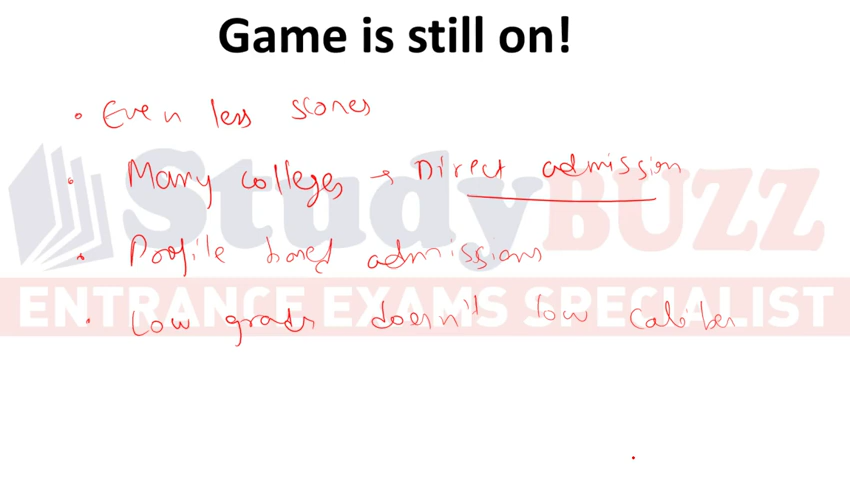 Game is still on!
• Even less scores
• Many colleges → Direct admission
StudyBUZZ
• Profile based admissions
ENTRANCE EXAMS SPECIALIST
• Low grades doesn't low caliber